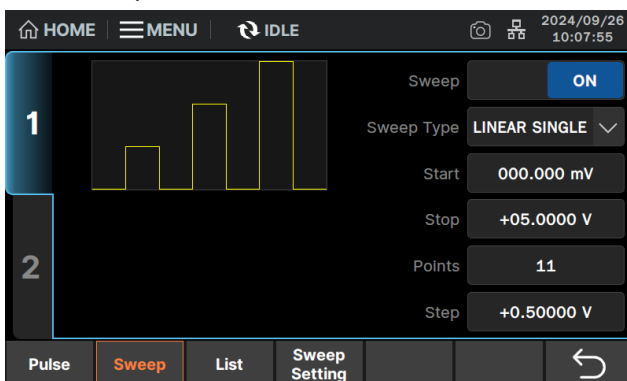 HOME MENU IDLE 2024/09/26
10:07:55
1
Sweep ON
Sweep Type LINEAR SINGLE
Start 000.000 mV
Stop +05.0000 V
2
Points 11
Step +0.50000 V
Pulse Sweep List Sweep Setting